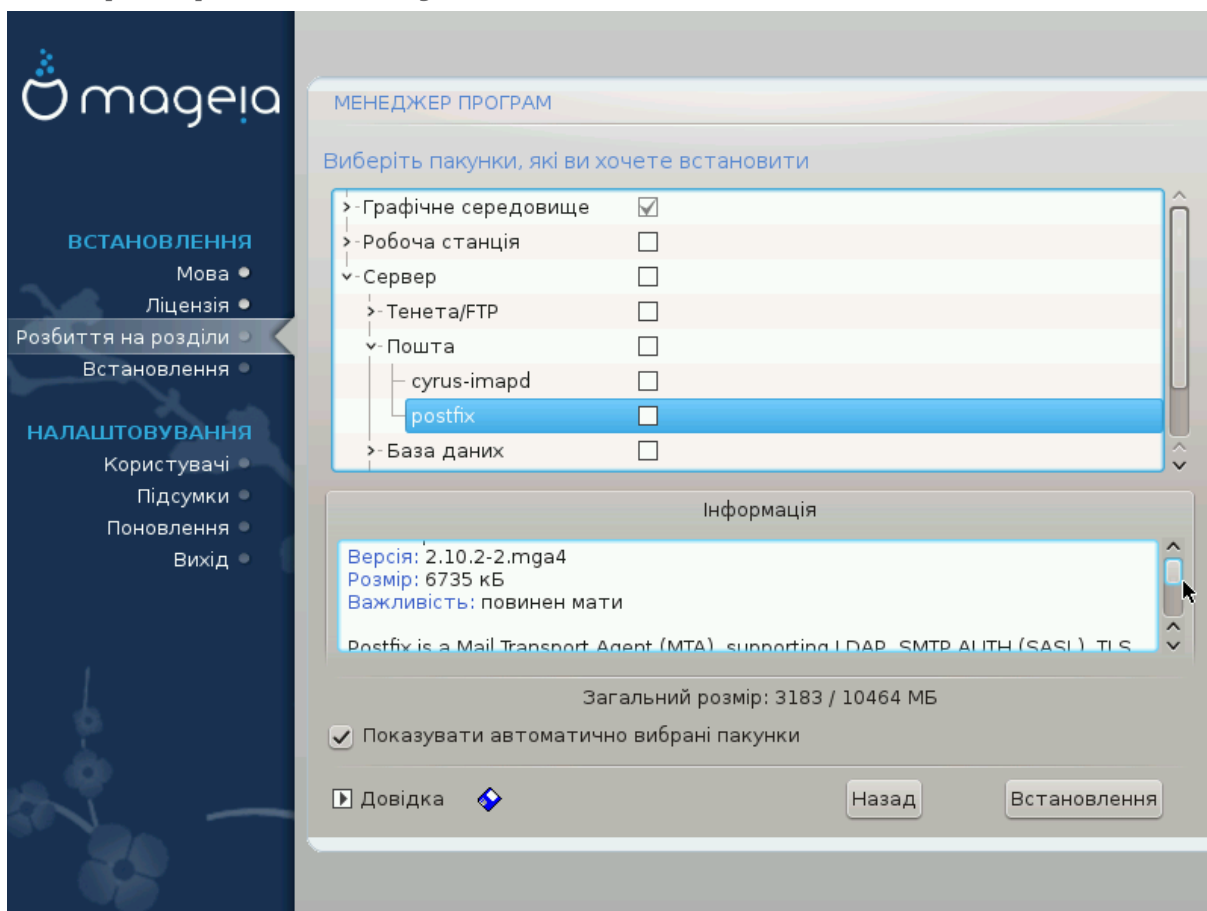 mageia
МЕНЕДЖЕР ПРОГРАМ
Виберіть пакунки, які ви хочете встановити
Графічне середовище
Робоча станція
Сервер
Тенета/FTP
Пошта
cyrus-imapd
postfix
База даних
ВСТАНОВЛЕННЯ
Мова
Ліцензія
Розбиття на розділи
Встановлення
НАЛАШТОВУВАННЯ
Користувачі
Підсумки
Поновлення
Вихід
Інформація
Версія: 2.10.2-2.mga4
Розмір: 6735 кБ
Важливість: повинен мати
Postfix is a Mail Transport Agent (MTA), supporting LDAP, SMTP AUTH (SASL), TLS
Загальний розмір: 3183 / 10464 МБ
Показувати автоматично вибрані пакунки
Довідка
Назад
Встановлення